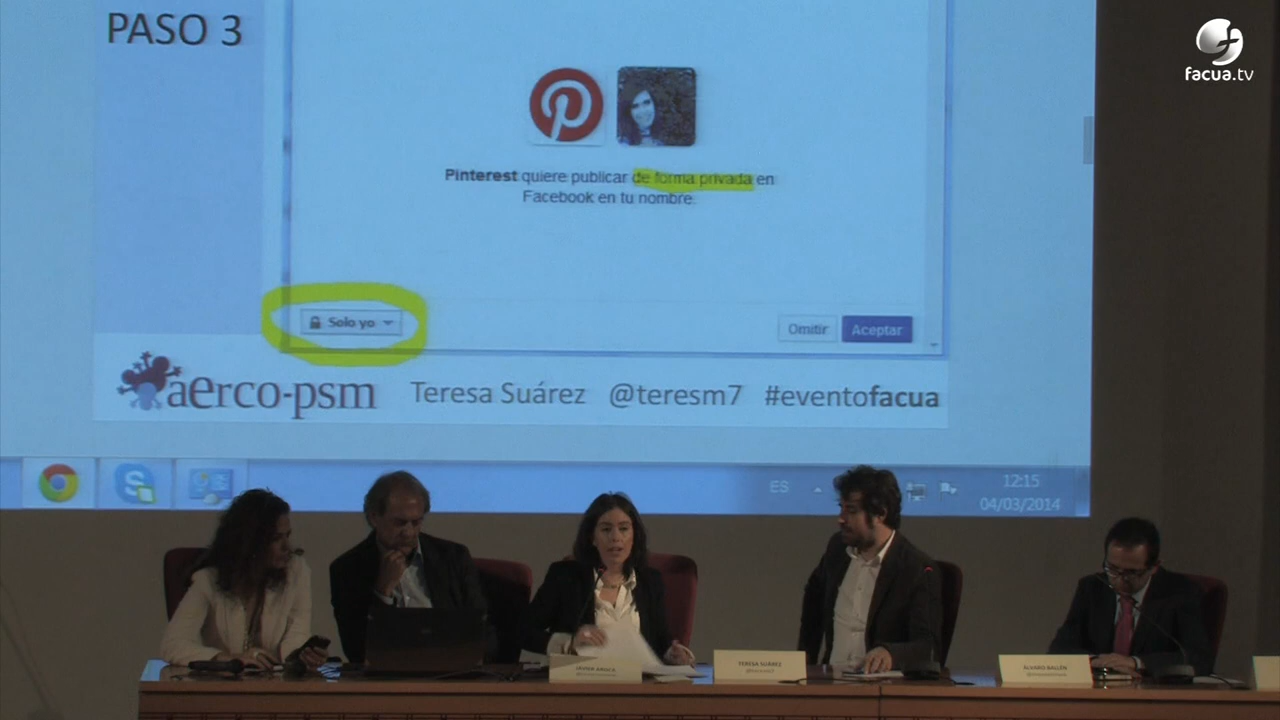 PASO 3
facua.tv
Pinterest quiere publicar de forma privada en
Facebook en tu nombre.
Solo yo
Omitir
Aceptar
aerco-psm
Teresa Suárez @teresm7 #eventofacua
ES
12:15
04/03/2014
TERESA SUÁREZ
ÁLVARO BALLÉN